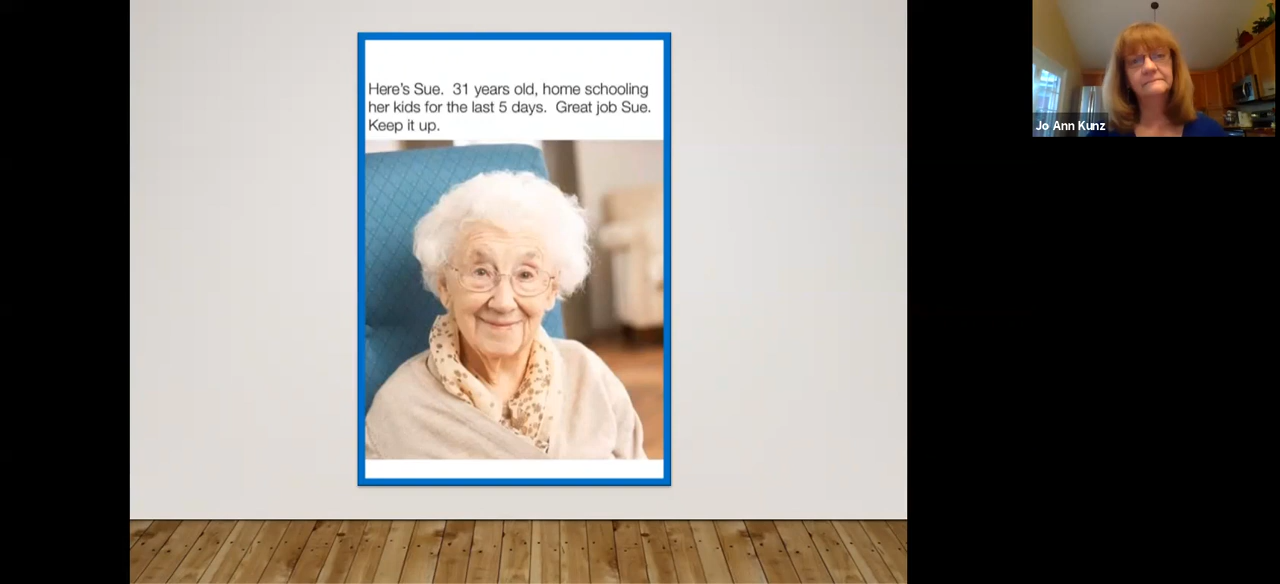 Here's Sue.  31 years old, home schooling
her kids for the last 5 days.  Great job Sue.
Keep it up.
Jo Ann Kunz